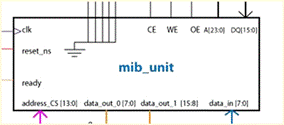 clk CE WE OE A[23:0] DQ[15:0]
reset_ns
mib_unit
ready
address_CS [13:0] data_out_0 [7:0] data_out_1 [15:8] data_in [7:0]